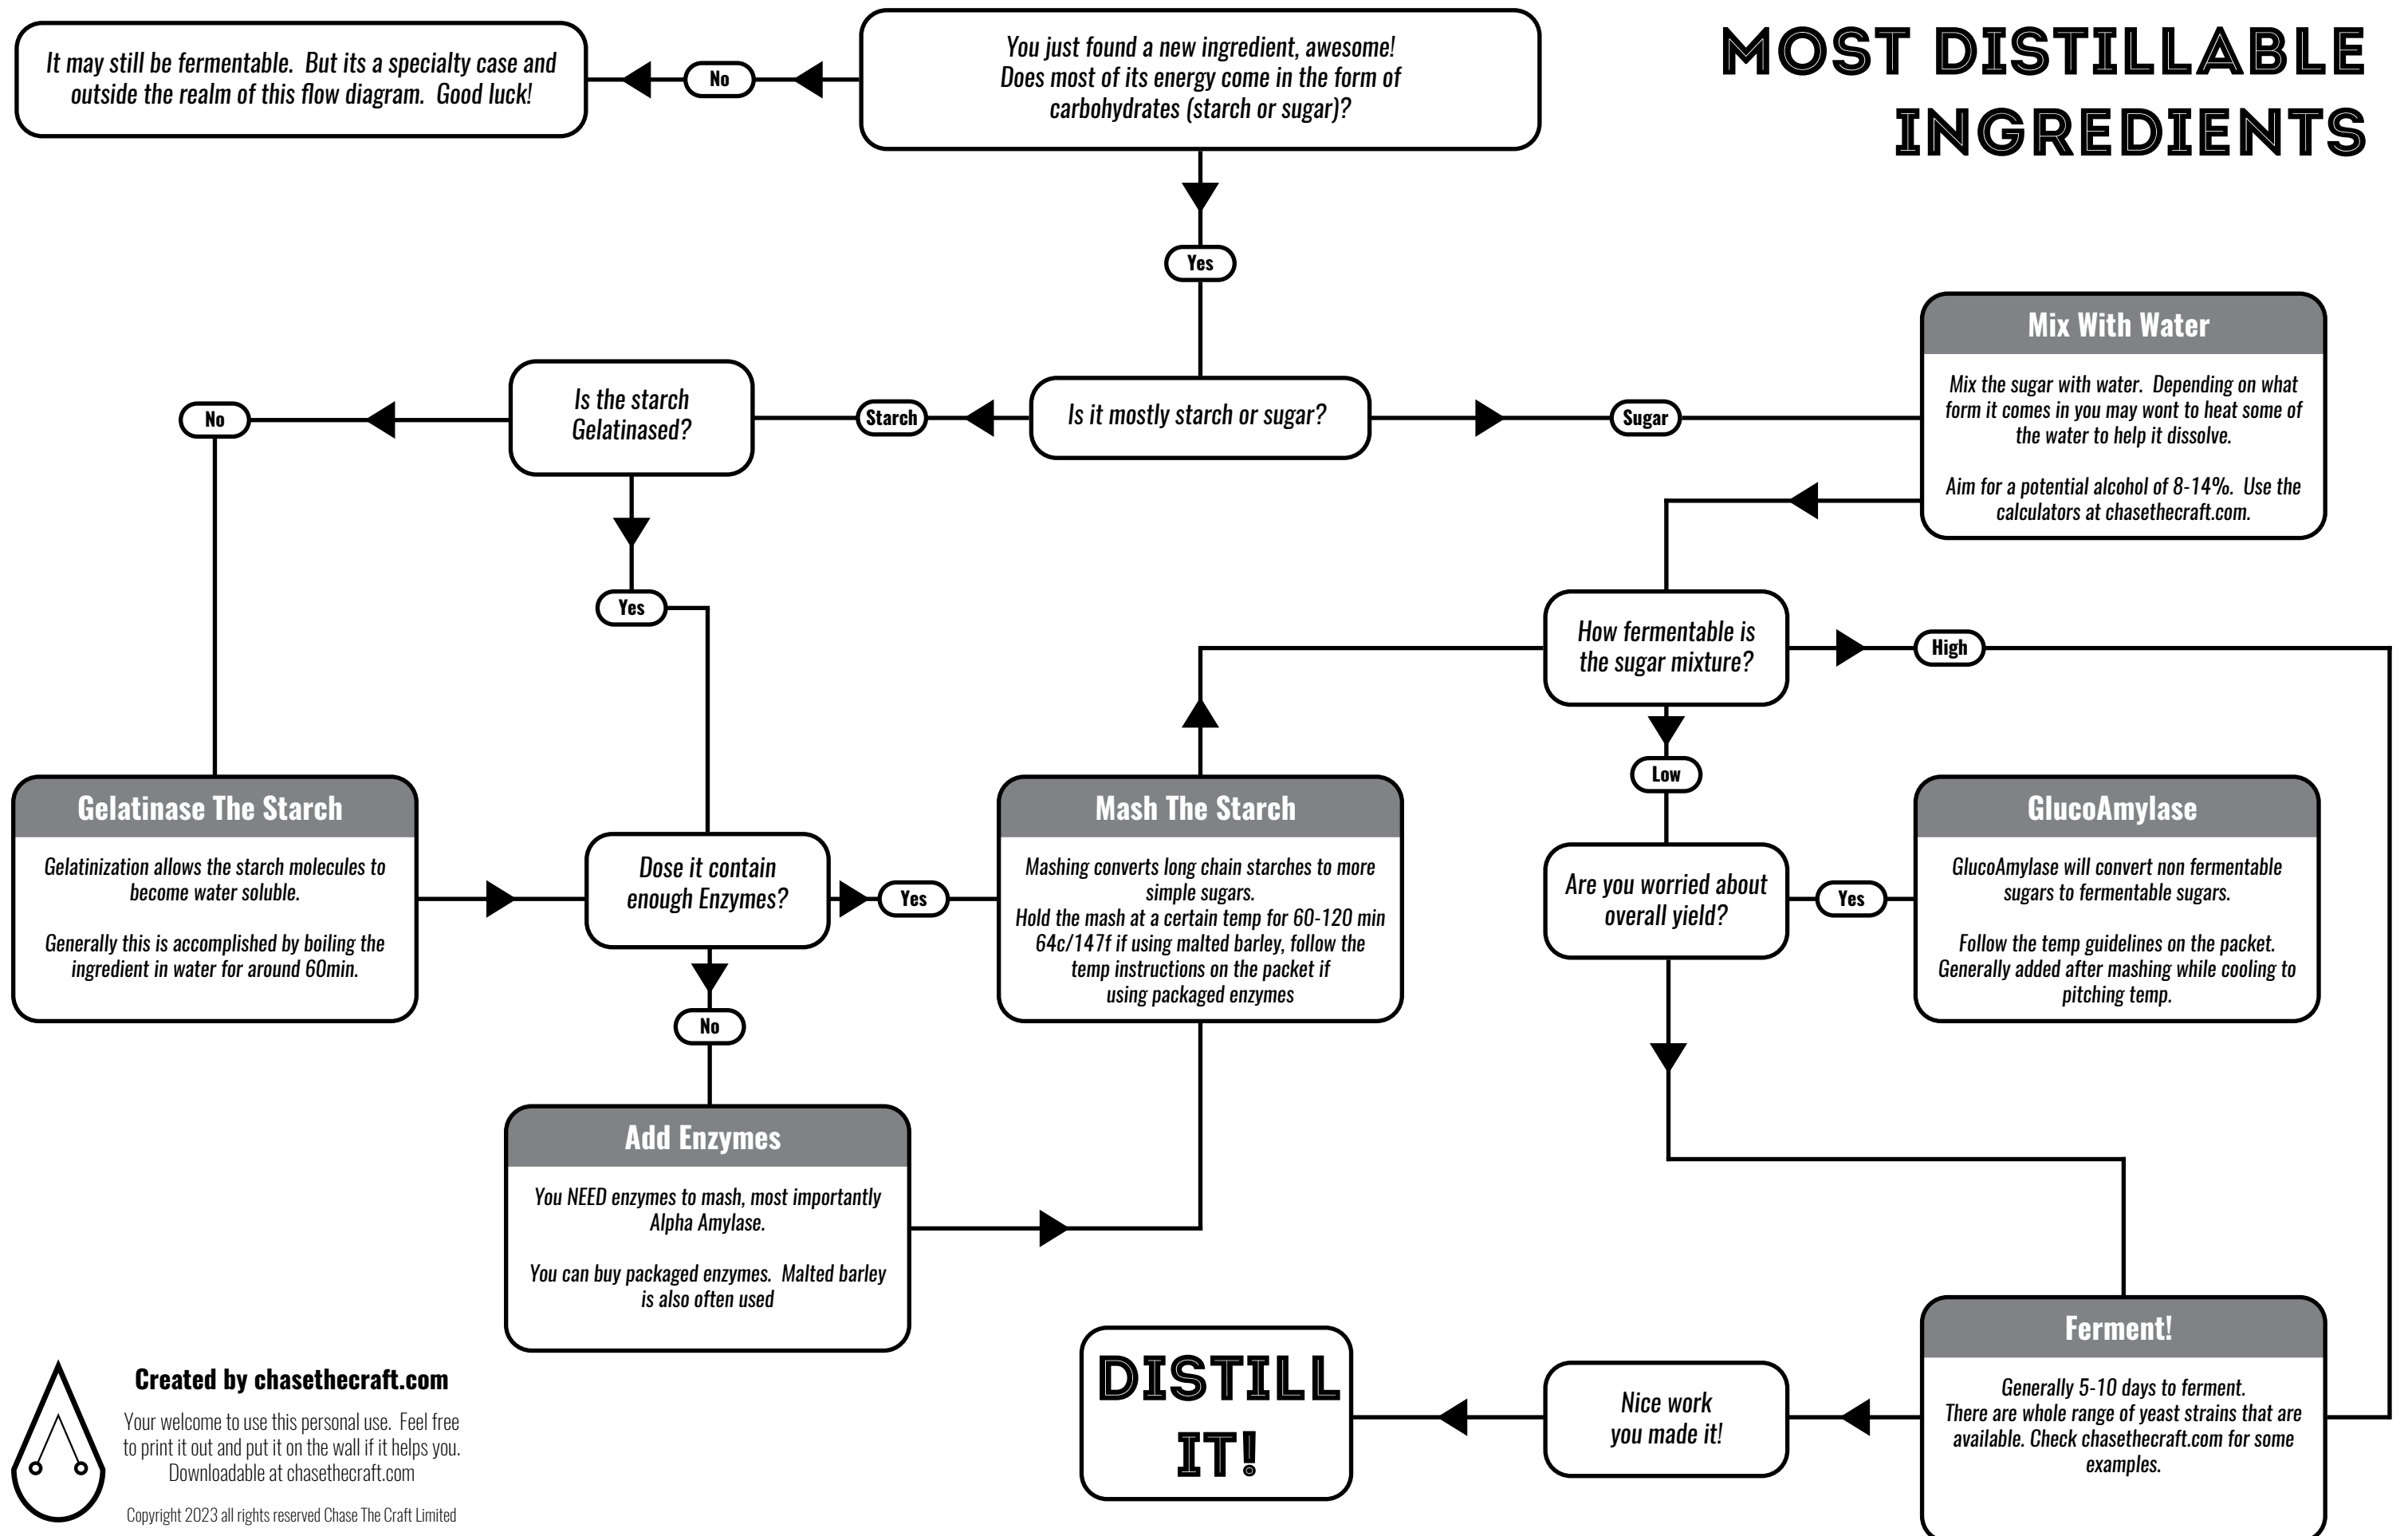 MOST DISTILLABLE
INGREDIENTS
You just found a new ingredient, awesome!
Does most of its energy come in the form of
carbohydrates (starch or sugar)?
No
It may still be fermentable.  But its a specialty case and
outside the realm of this flow diagram.  Good luck!
Yes
Is it mostly starch or sugar?
Starch
Sugar
Mix With Water
Mix the sugar with water.  Depending on what
form it comes in you may wont to heat some of
the water to help it dissolve.
Aim for a potential alcohol of 8-14%.  Use the
calculators at chasethecraft.com.
Is the starch
Gelatinased?
No
Yes
Gelatinase The Starch
Gelatinization allows the starch molecules to
become water soluble.
Generally this is accomplished by boiling the
ingredient in water for around 60min.
Dose it contain
enough Enzymes?
Yes
No
Add Enzymes
You NEED enzymes to mash, most importantly
Alpha Amylase.
You can buy packaged enzymes.  Malted barley
is also often used
Mash The Starch
Mashing converts long chain starches to more
simple sugars.
Hold the mash at a certain temp for 60-120 min
64c/147f if using malted barley, follow the
temp instructions on the packet if
using packaged enzymes
How fermentable is
the sugar mixture?
High
Low
Are you worried about
overall yield?
Yes
GlucoAmylase
GlucoAmylase will convert non fermentable
sugars to fermentable sugars.
Follow the temp guidelines on the packet.
Generally added after mashing while cooling to
pitching temp.
Ferment!
Generally 5-10 days to ferment.
There are whole range of yeast strains that are
available. Check chasethecraft.com for some
examples.
Nice work
you made it!
DISTILL
IT!
Created by chasethecraft.com
Your welcome to use this personal use.  Feel free
to print it out and put it on the wall if it helps you.
Downloadable at chasethecraft.com
Copyright 2023 all rights reserved Chase The Craft Limited